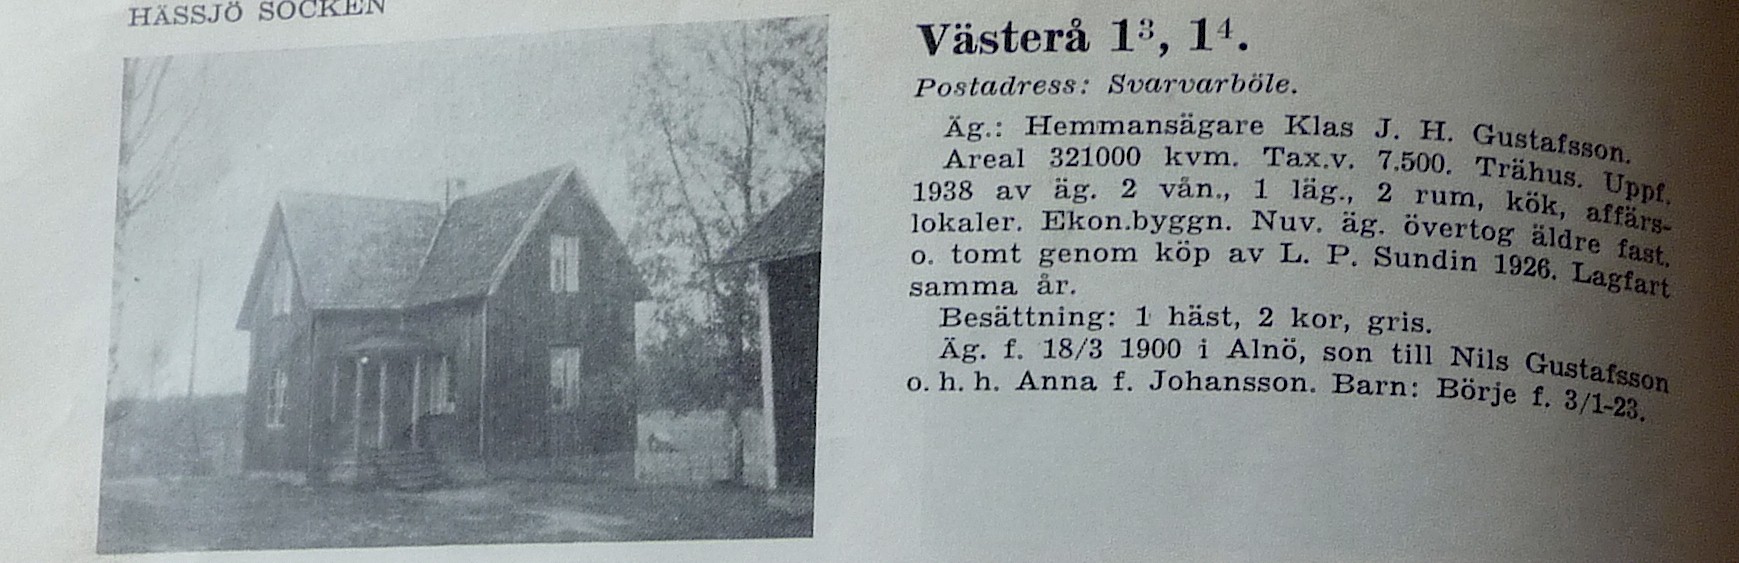 HÄSSJÖ SOCKEN
Västerå 1³, 1⁴.
Postadress: Svarvarböle.
Äg.: Hemmansägare Klas J. H. Gustafsson.
Areal 321000 kvm. Tax.v. 7.500. Trähus. Uppf.
1938 av äg. 2 vån., 1 läg., 2 rum, kök, affärs-
lokaler. Ekon.byggn. Nuv. äg. övertog äldre fast.
o. tomt genom köp av L. P. Sundin 1926. Lagfart
samma år.
Besättning: 1 häst, 2 kor, gris.
Äg. f. 18/3 1900 i Alnö, son till Nils Gustafsson
o. h. h. Anna f. Johansson. Barn: Börje f. 3/1-23.